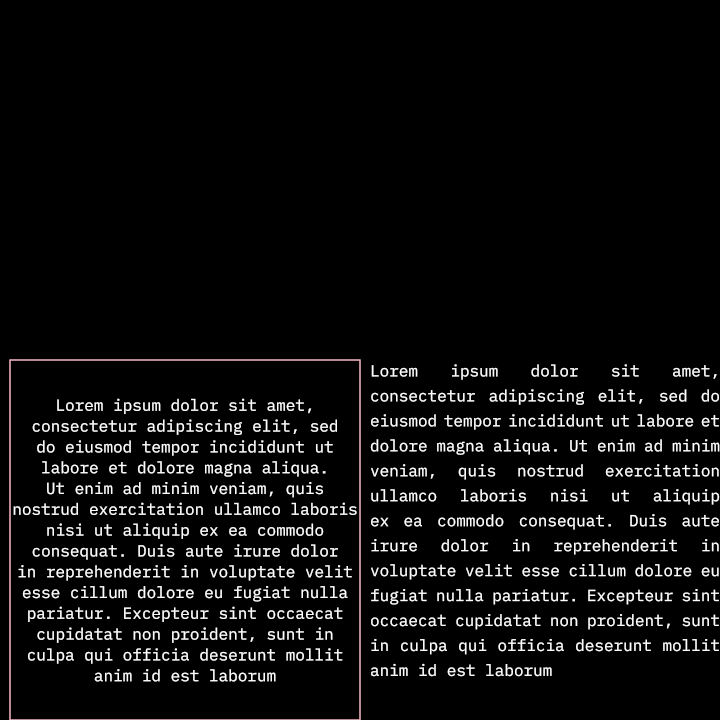 Lorem ipsum dolor sit amet,
consectetur adipiscing elit, sed
do eiusmod tempor incididunt ut
labore et dolore magna aliqua.
Ut enim ad minim veniam, quis
nostrud exercitation ullamco laboris
nisi ut aliquip ex ea commodo
consequat. Duis aute irure dolor
in reprehenderit in voluptate velit
esse cillum dolore eu fugiat nulla
pariatur. Excepteur sint occaecat
cupidatat non proident, sunt in
culpa qui officia deserunt mollit
anim id est laborum
Lorem ipsum dolor sit amet,
consectetur adipiscing elit, sed do
eiusmod tempor incididunt ut labore et
dolore magna aliqua. Ut enim ad minim
veniam, quis nostrud exercitation
ullamco laboris nisi ut aliquip
ex ea commodo consequat. Duis aute
irure dolor in reprehenderit in
voluptate velit esse cillum dolore eu
fugiat nulla pariatur. Excepteur sint
occaecat cupidatat non proident, sunt
in culpa qui officia deserunt mollit
anim id est laborum